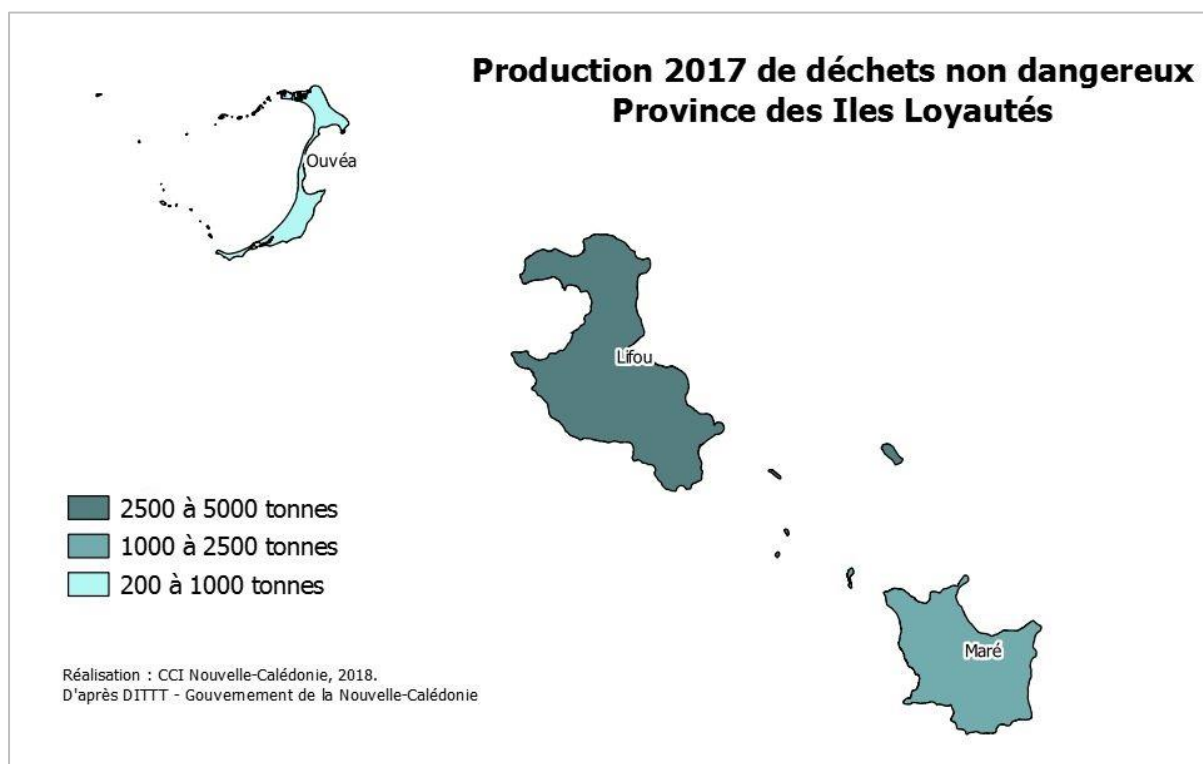 Production 2017 de déchets non dangereux
Province des Iles Loyautés
Ouvéa
Lifou
2500 à 5000 tonnes
1000 à 2500 tonnes
200 à 1000 tonnes
Maré
Réalisation : CCI Nouvelle-Calédonie, 2018.
D'après DITTT - Gouvernement de la Nouvelle-Calédonie